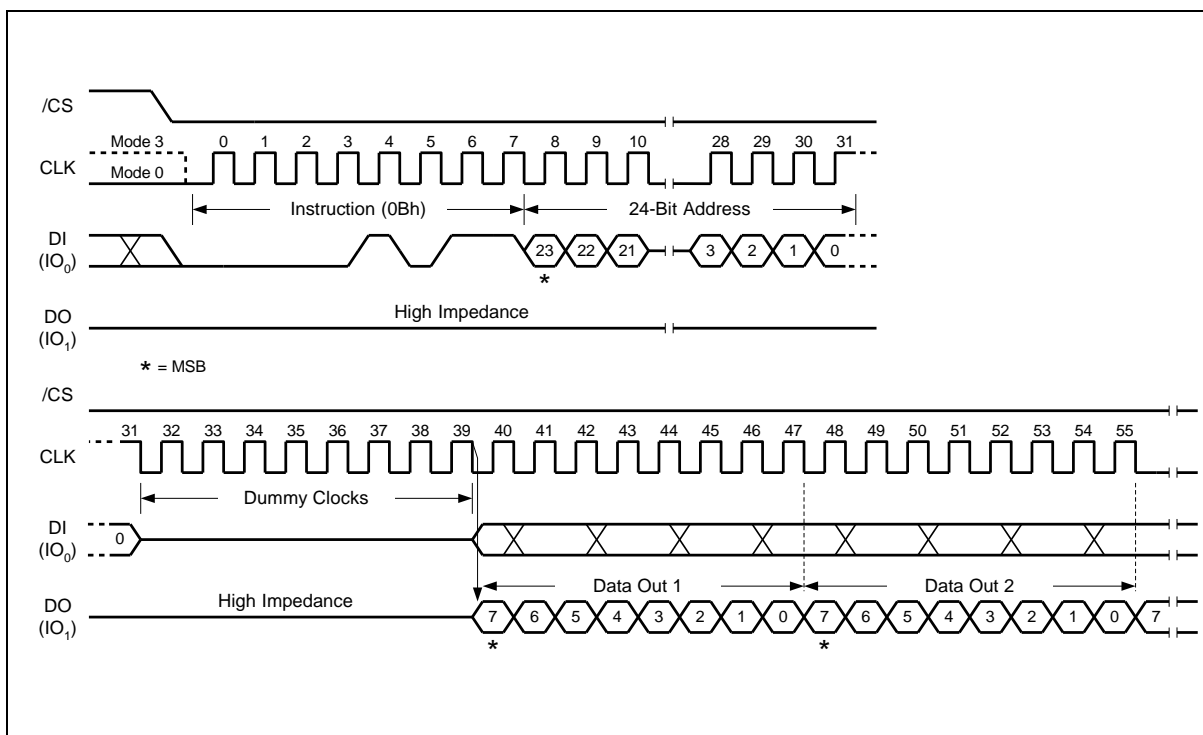 /CS
Mode 3
0 1 2 3 4 5 6 7 8 9 10 28 29 30 31
CLK
Mode 0
Instruction (0Bh) 24-Bit Address
DI
(IO0)
23 22 21 3 2 1 0
*
DO
(IO1)
High Impedance
* = MSB
/CS
31 32 33 34 35 36 37 38 39 40 41 42 43 44 45 46 47 48 49 50 51 52 53 54 55
CLK
Dummy Clocks
DI
(IO0)
0
Data Out 1 Data Out 2
DO
(IO1)
High Impedance
7 6 5 4 3 2 1 0 7 6 5 4 3 2 1 0 7
* *